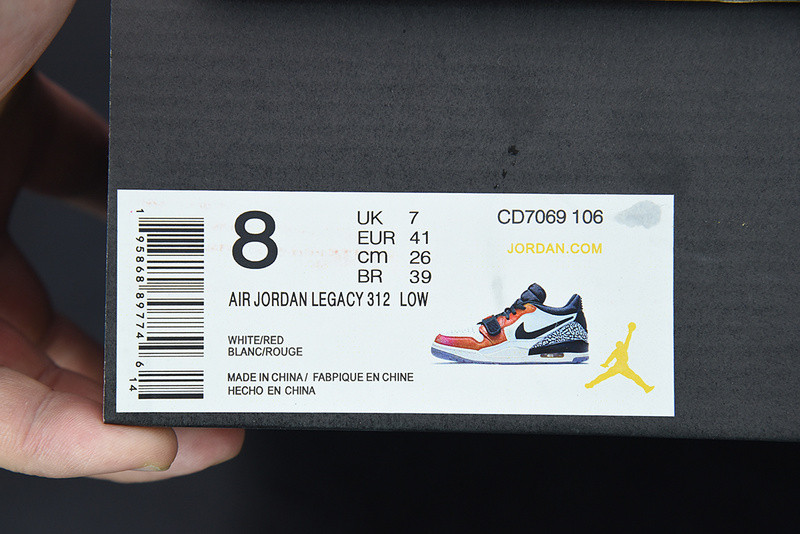 8
UK 7
EUR 41
cm 26
BR 39
CD7069 106
JORDAN.COM
AIR JORDAN LEGACY 312 LOW
WHITE/RED
BLANC/ROUGE
MADE IN CHINA / FABPIQUE EN CHINE
HECHO EN CHINA
1 95868 89774 6 14